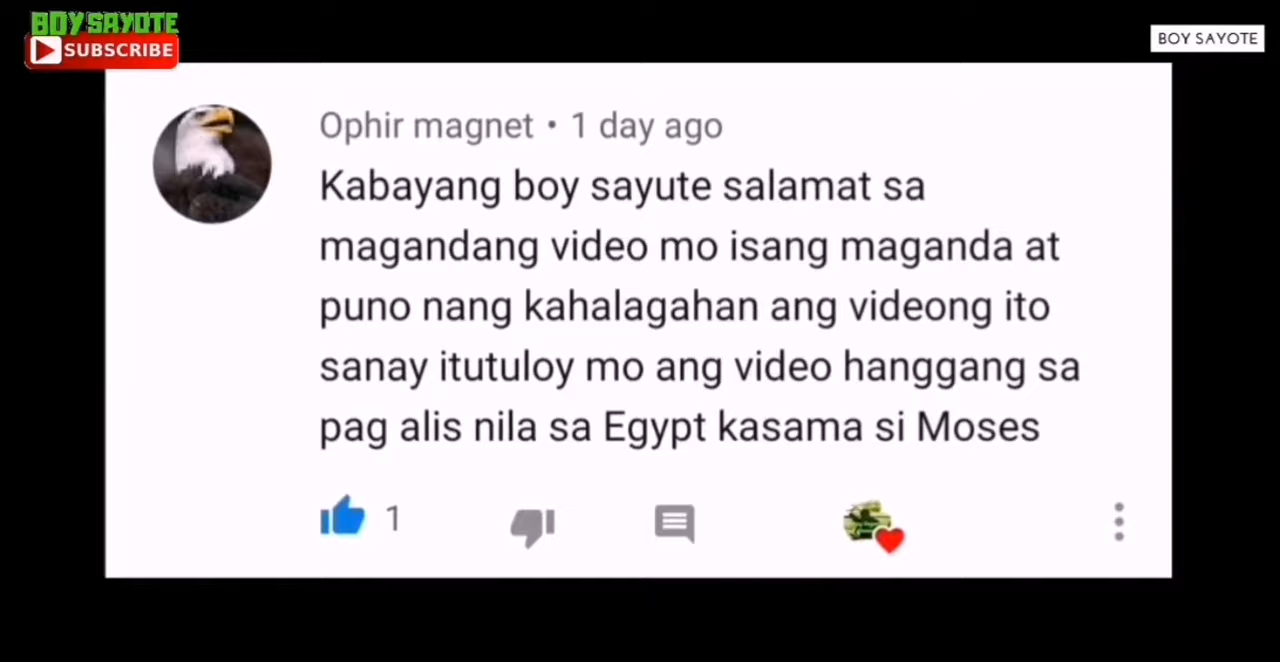 BOY SAYOTE
SUBSCRIBE
BOY SAYOTE
Ophir magnet • 1 day ago
Kabayang boy sayute salamat sa
magandang video mo isang maganda at
puno nang kahalagahan ang videong ito
sanay itutuloy mo ang video hanggang sa
pag alis nila sa Egypt kasama si Moses
1